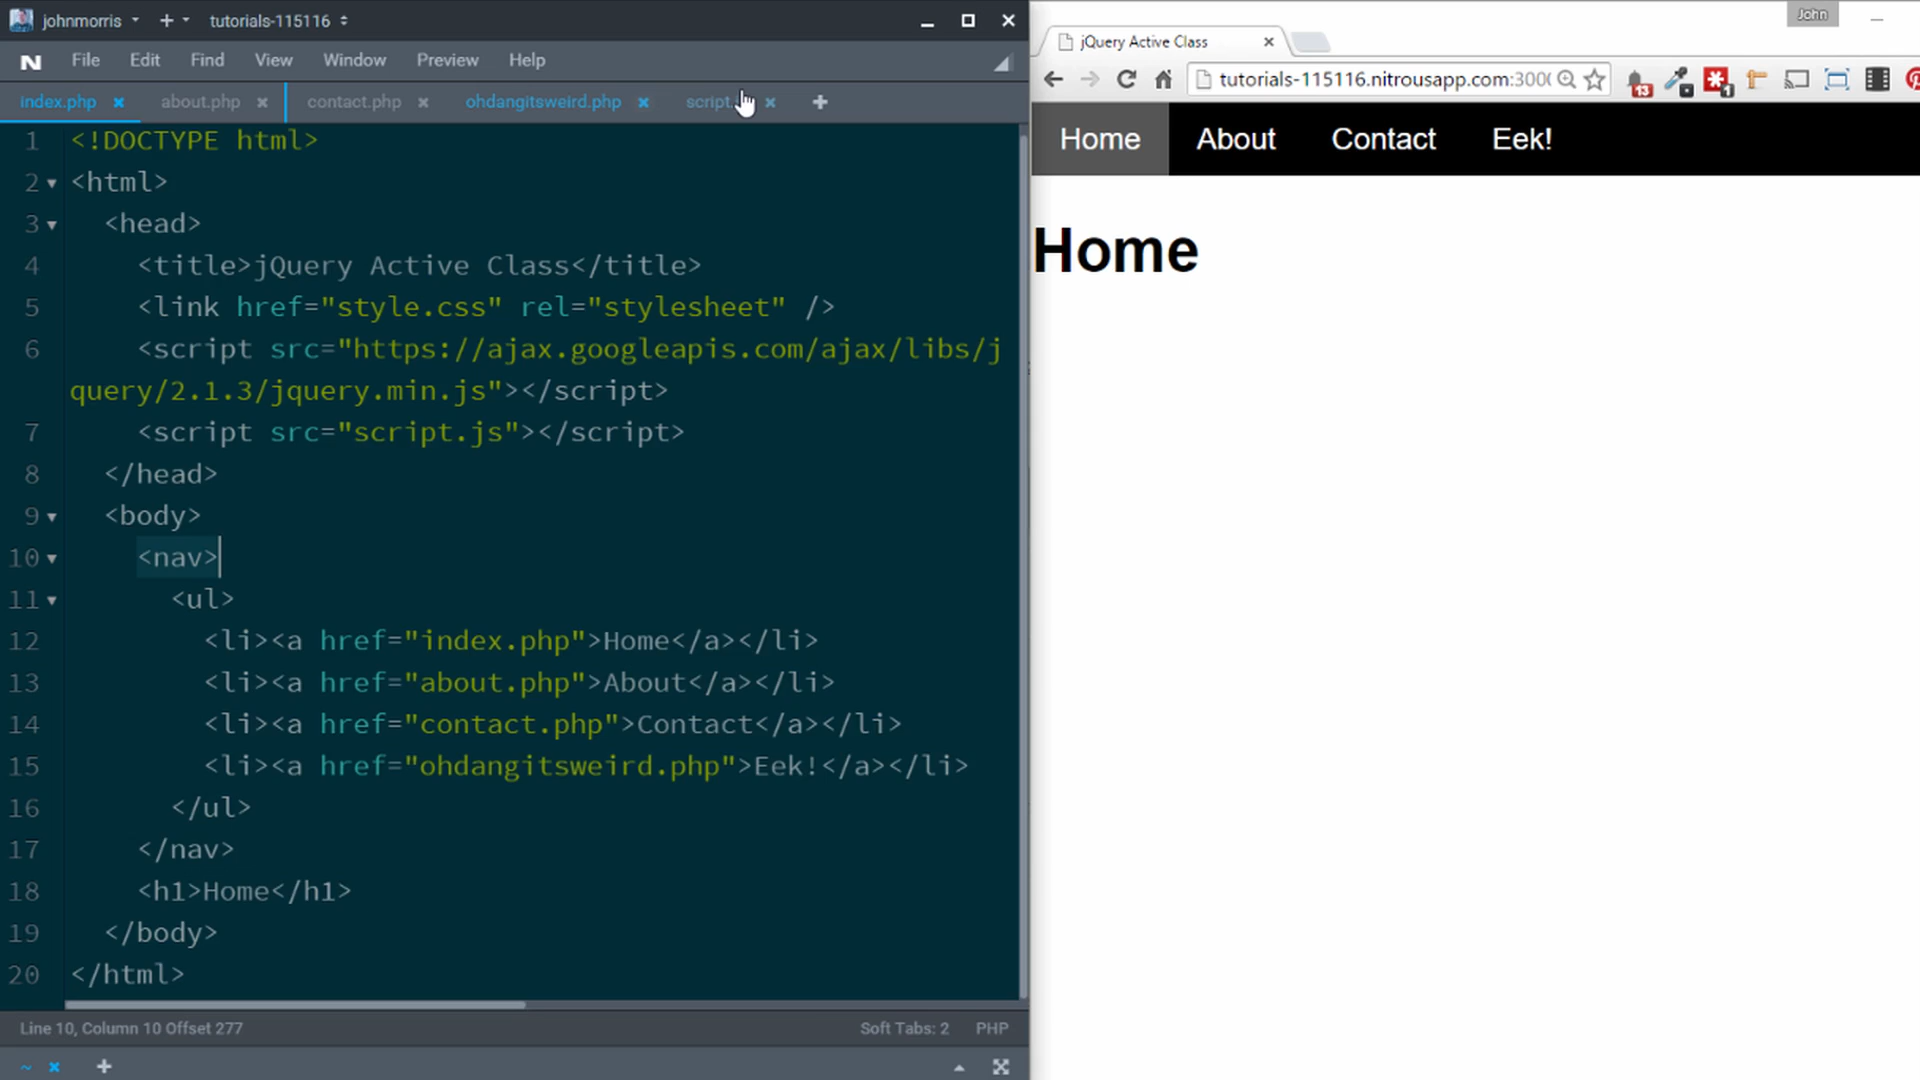 johnmorris + tutorials-115116
File Edit Find View Window Preview Help
index.php × about.php × contact.php × ohdangitsweird.php × script. × +
1 <!DOCTYPE html>
2 <html>
3 <head>
4 <title>jQuery Active Class</title>
5 <link href="style.css" rel="stylesheet" />
6 <script src="https://ajax.googleapis.com/ajax/libs/j
query/2.1.3/jquery.min.js"></script>
7 <script src="script.js"></script>
8 </head>
9 <body>
10 <nav>
11 <ul>
12 <li><a href="index.php">Home</a></li>
13 <li><a href="about.php">About</a></li>
14 <li><a href="contact.php">Contact</a></li>
15 <li><a href="ohdangitsweird.php">Eek!</a></li>
16 </ul>
17 </nav>
18 <h1>Home</h1>
19 </body>
20 </html>
Line 10, Column 10 Offset 277 Soft Tabs: 2 PHP
~ × +
John
jQuery Active Class ×
tutorials-115116.nitrousapp.com:300 13 1
Home About Contact Eek!
Home